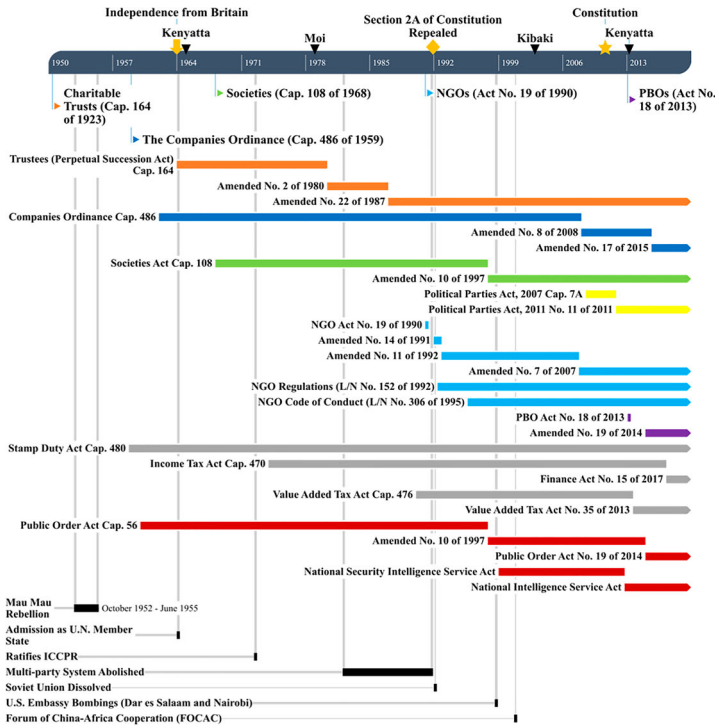 Independence from Britain
Kenyatta
Moi
Section 2A of Constitution
Repealed
Kibaki
Constitution
Kenyatta
1950 1957 1964 1971 1978 1985 1992 1999 2006 2013
Charitable
Trusts (Cap. 164
of 1923)
Societies (Cap. 108 of 1968)
NGOs (Act No. 19 of 1990)
PBOs (Act No.
18 of 2013)
The Companies Ordinance (Cap. 486 of 1959)
Trustees (Perpetual Succession Act)
Cap. 164
Amended No. 2 of 1980
Amended No. 22 of 1987
Companies Ordinance Cap. 486
Amended No. 8 of 2008
Amended No. 17 of 2015
Societies Act Cap. 108
Amended No. 10 of 1997
Political Parties Act, 2007 Cap. 7A
Political Parties Act, 2011 No. 11 of 2011
NGO Act No. 19 of 1990
Amended No. 14 of 1991
Amended No. 11 of 1992
Amended No. 7 of 2007
NGO Regulations (L/N No. 152 of 1992)
NGO Code of Conduct (L/N No. 306 of 1995)
PBO Act No. 18 of 2013
Amended No. 19 of 2014
Stamp Duty Act Cap. 480
Income Tax Act Cap. 470
Finance Act No. 15 of 2017
Value Added Tax Act Cap. 476
Value Added Tax Act No. 35 of 2013
Public Order Act Cap. 56
Amended No. 10 of 1997
Public Order Act No. 19 of 2014
National Security Intelligence Service Act
National Intelligence Service Act
Mau Mau
Rebellion
October 1952 - June 1955
Admission as U.N. Member
State
Ratifies ICCPR
Multi-party System Abolished
Soviet Union Dissolved
U.S. Embassy Bombings (Dar es Salaam and Nairobi)
Forum of China-Africa Cooperation (FOCAC)